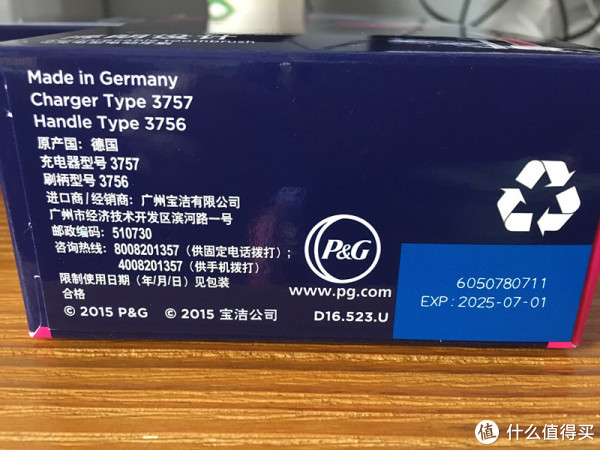 Made in Germany
Charger Type 3757
Handle Type 3756
原产国: 德国
充电器型号 3757
刷柄型号 3756
进口商 / 经销商: 广州宝洁有限公司
广州市经济技术开发区滨河路一号
邮政编码: 510730
咨询热线: 8008201357 (供固定电话拨打);
4008201357 (供手机拨打)
限制使用日期 (年/月/日) 见包装
合格
© 2015 P&G © 2015 宝洁公司
P&G
www.pg.com
D16.523.U
6050780711
EXP : 2025-07-01
值 什么值得买